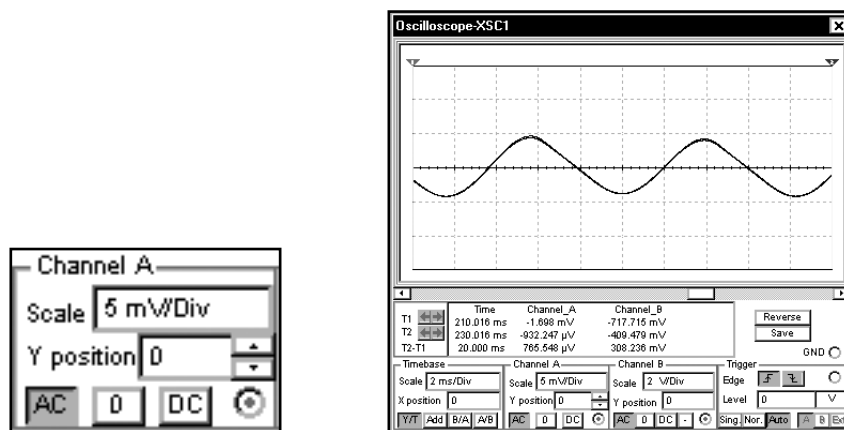 Channel A
Scale 5 mV/Div
Y position 0
AC 0 DC
Oscilloscope-XSC1
Time Channel_A Channel_B
T1 210.016 ms -1.698 mV -717.715 mV
T2 230.016 ms -932.247 µV -409.479 mV
T2-T1 20.000 ms 765.548 µV 308.236 mV
Reverse
Save
GND
Timebase Channel A Channel B Trigger
Scale 2 ms/Div Scale 5 mV/Div Scale 2 V/Div Edge
X position 0 Y position 0 Y position 0 Level 0 V
Y/T Add B/A A/B AC 0 DC AC 0 DC - Sing. Nor. Auto A B Ext